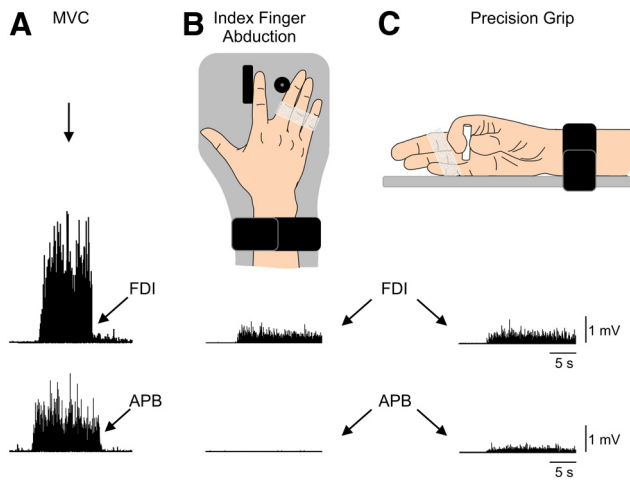 A
MVC
B
Index Finger
Abduction
C
Precision Grip
FDI
FDI
1 mV
5 s
APB
APB
1 mV
5 s